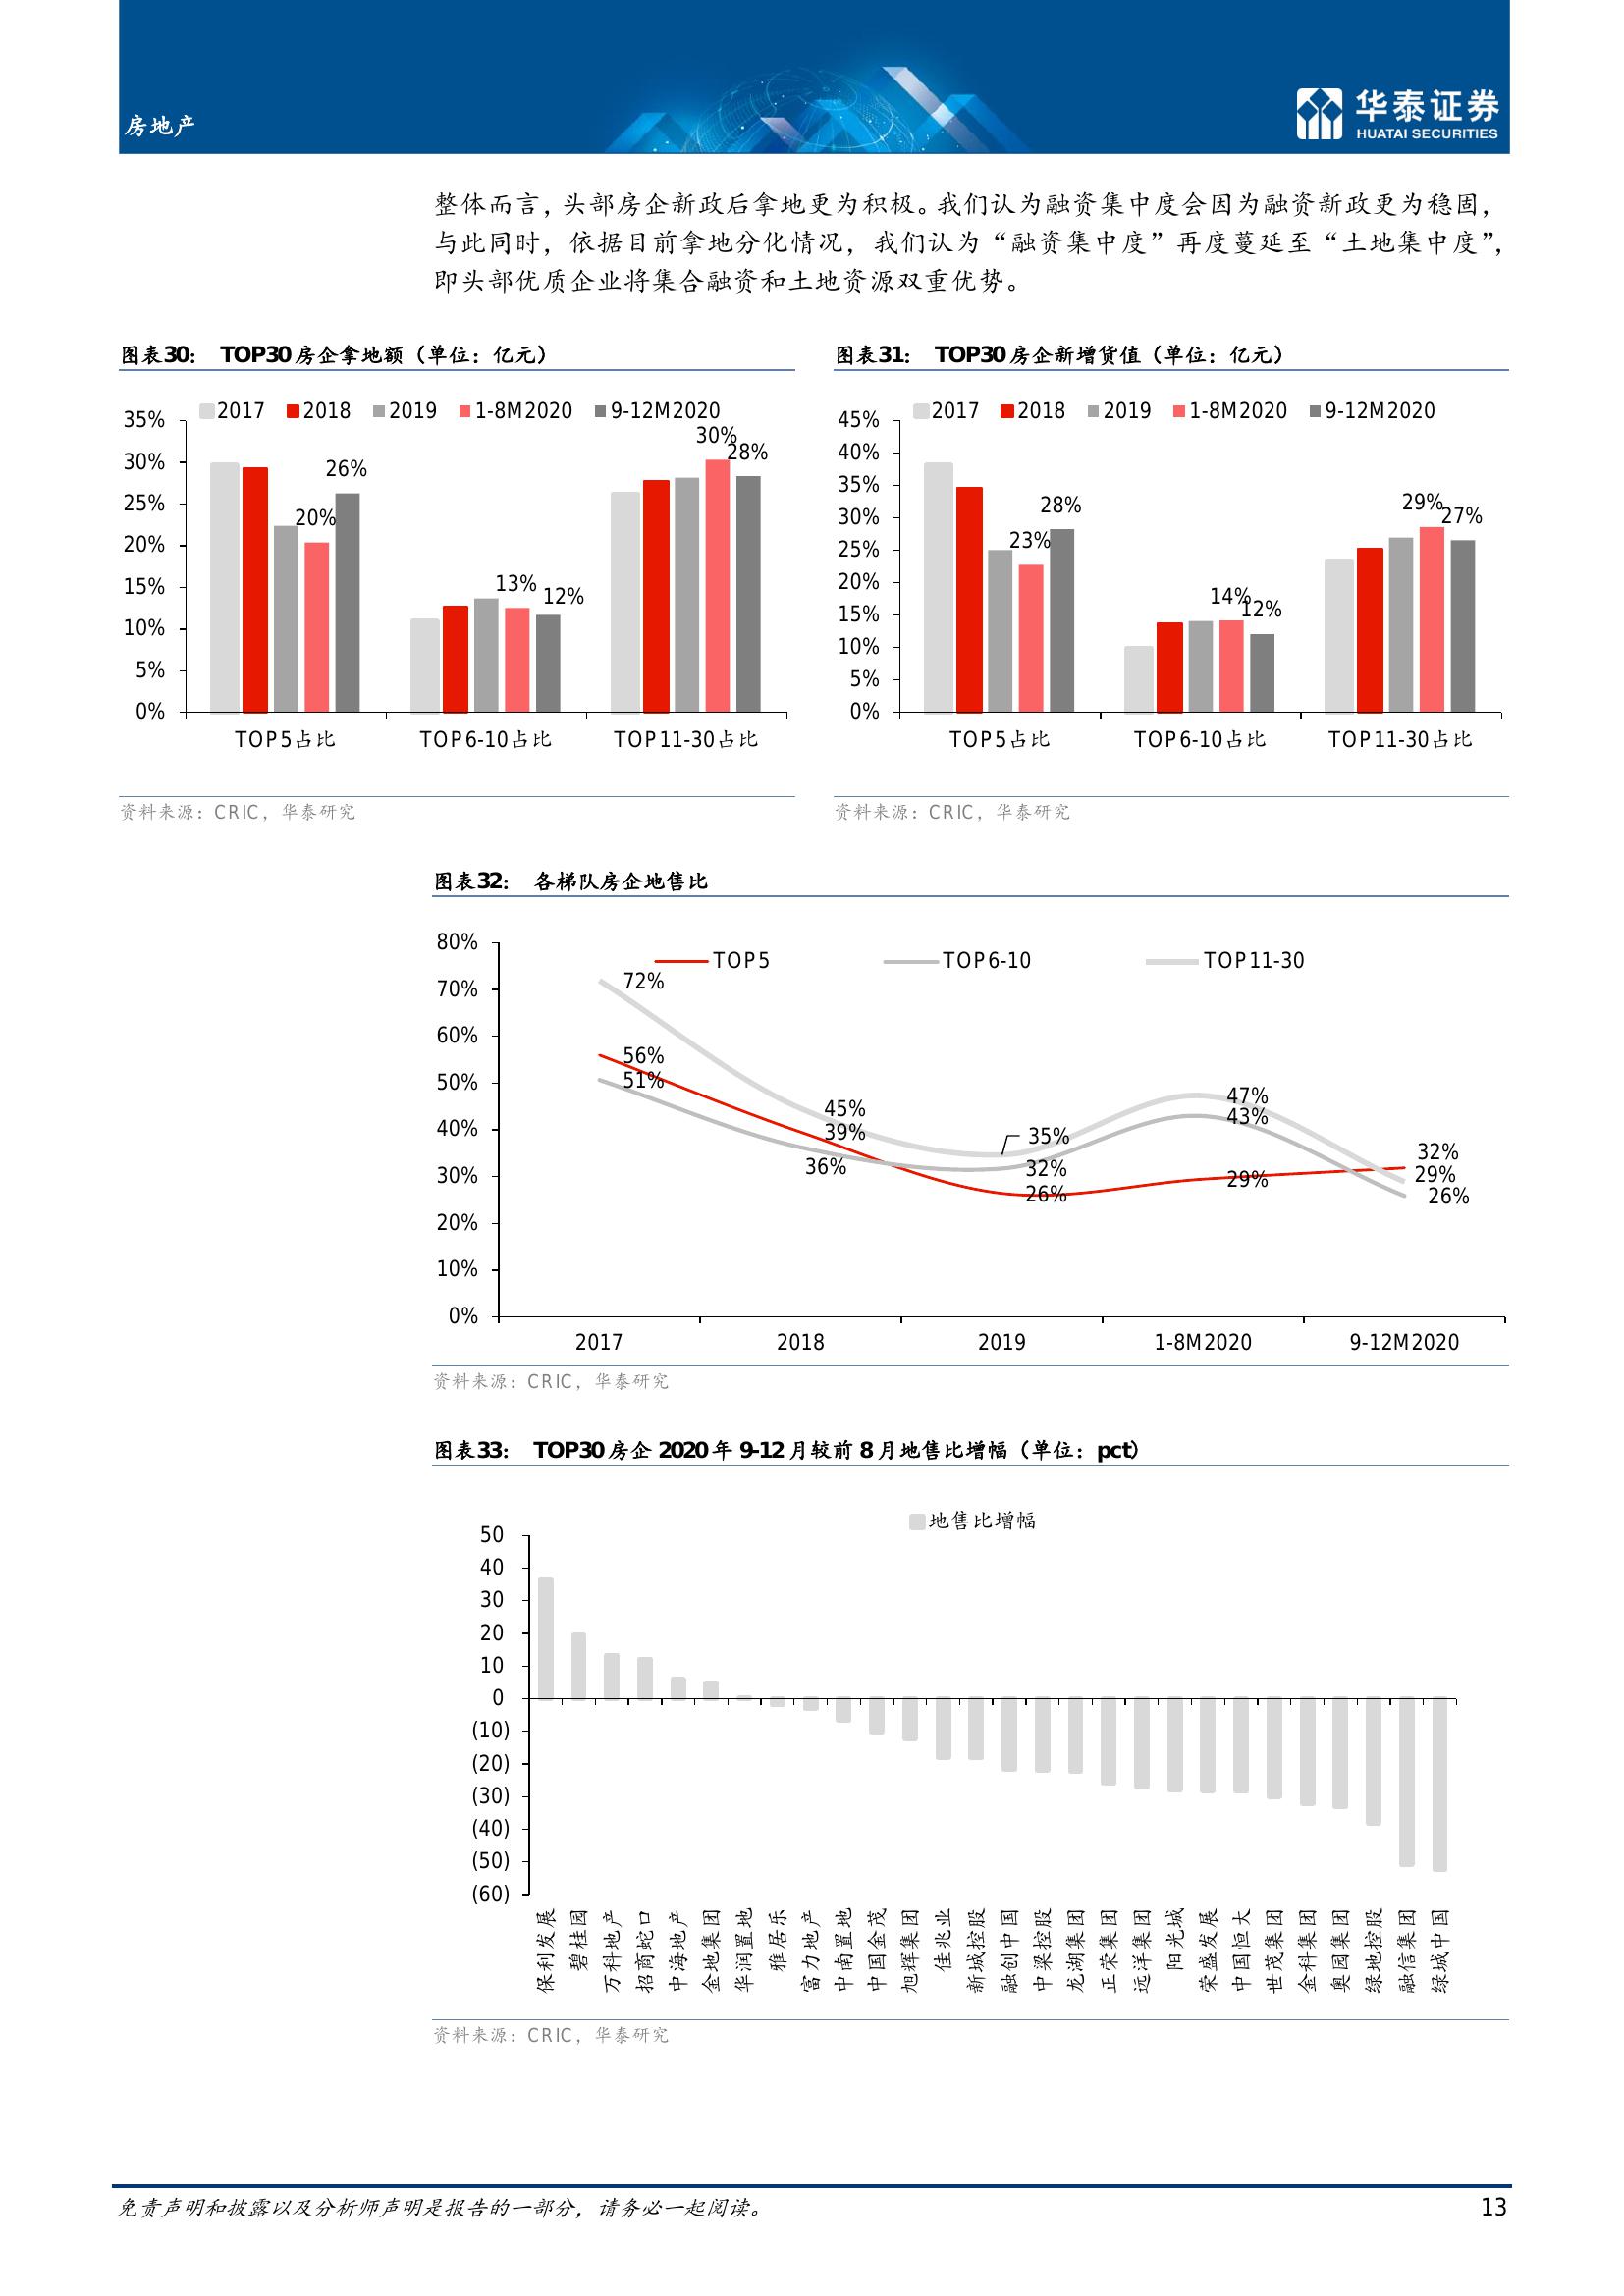 房地产
华泰证券
HUATAI SECURITIES
整体而言，头部房企新政后拿地更为积极。我们认为融资集中度会因为融资新政更为稳固，
与此同时，依据目前拿地分化情况，我们认为“融资集中度”再度蔓延至“土地集中度”，
即头部优质企业将集合融资和土地资源双重优势。
图表30： TOP30房企拿地额（单位：亿元）
2017 2018 2019 1-8M2020 9-12M2020
35%
30%
25%
20%
15%
10%
5%
0%
20%
26%
13%
12%
30%
28%
TOP5占比 TOP6-10占比 TOP11-30占比
资料来源：CRIC，华泰研究
图表31： TOP30房企新增货值（单位：亿元）
2017 2018 2019 1-8M2020 9-12M2020
45%
40%
35%
30%
25%
20%
15%
10%
5%
0%
23%
28%
14%
12%
29%
27%
TOP5占比 TOP6-10占比 TOP11-30占比
资料来源：CRIC，华泰研究
图表32： 各梯队房企地售比
TOP5 TOP6-10 TOP11-30
80%
70%
60%
50%
40%
30%
20%
10%
0%
72%
56%
51%
45%
39%
36%
35%
32%
26%
47%
43%
29%
32%
29%
26%
2017 2018 2019 1-8M2020 9-12M2020
资料来源：CRIC，华泰研究
图表33： TOP30房企 2020年 9-12月较前 8月地售比增幅（单位：pct）
地售比增幅
50
40
30
20
10
0
(10)
(20)
(30)
(40)
(50)
(60)
保利发展
碧桂园
万科地产
招商蛇口
中海地产
金地集团
华润置地
雅居乐
富力地产
中南置地
中国金茂
旭辉集团
佳兆业
新城控股
融创中国
中梁控股
龙湖集团
正荣集团
远洋集团
阳光城
荣盛发展
中国恒大
世茂集团
金科集团
奥园集团
绿地控股
融信集团
绿城中国
资料来源：CRIC，华泰研究
免责声明和披露以及分析师声明是报告的一部分，请务必一起阅读。
13